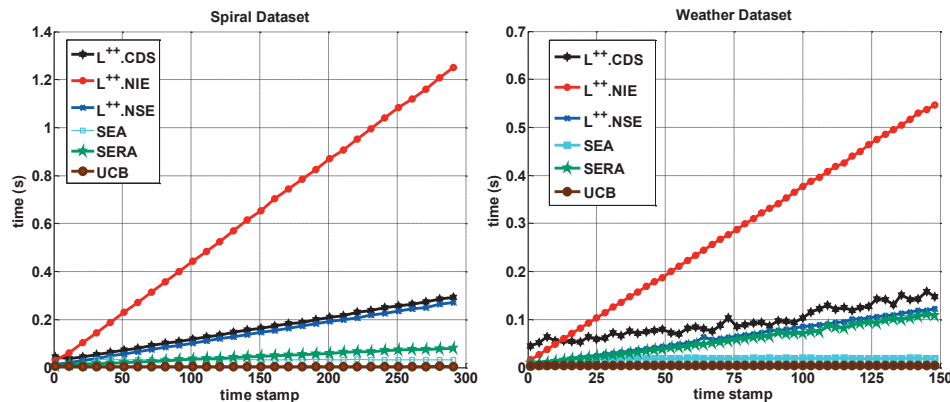 Spiral Dataset
1.4
1.2
1
0.8
0.6
0.4
0.2
0
time (s)
L++.CDS
L++.NIE
L++.NSE
SEA
SERA
UCB
0 50 100 150 200 250 300
time stamp
Weather Dataset
0.7
0.6
0.5
0.4
0.3
0.2
0.1
0
time (s)
L++.CDS
L++.NIE
L++.NSE
SEA
SERA
UCB
0 25 50 75 100 125 150
time stamp